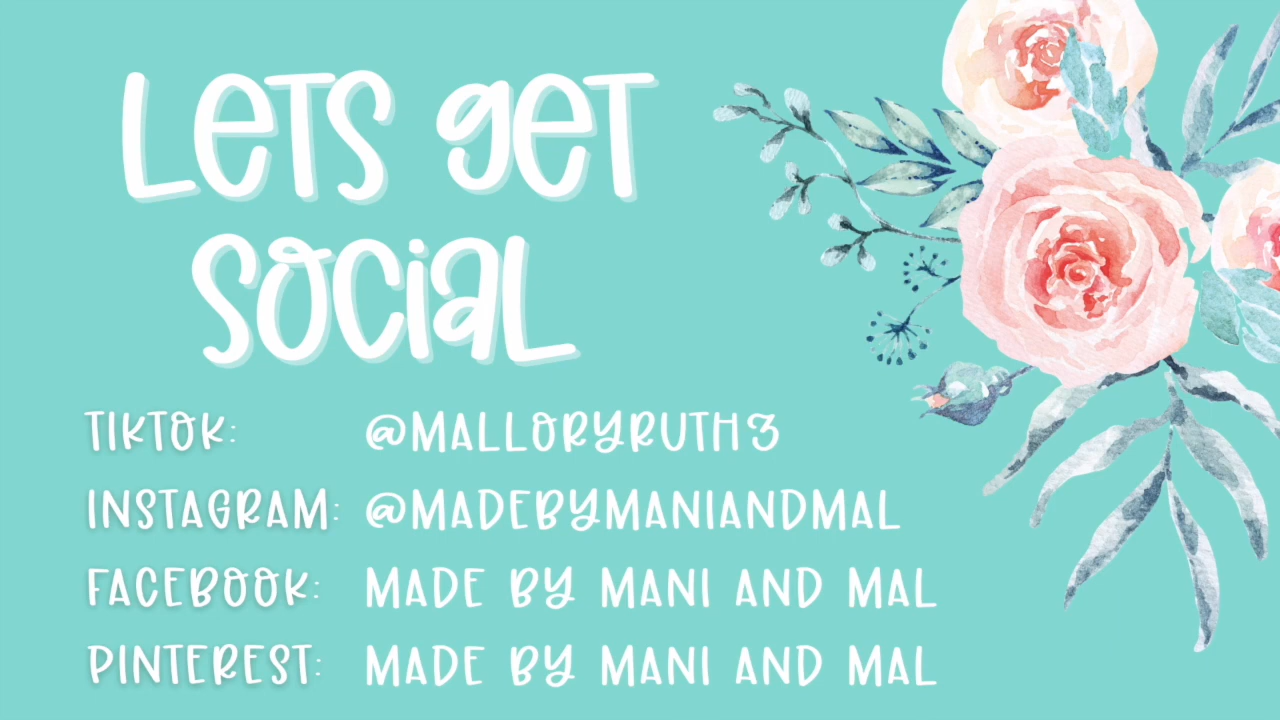 LETS GET
SOCIAL
TIKTOK: @MALLORYRUTH3
INSTAGRAM: @MADEBYMANIANDMAL
FACEBOOK: MADE BY MANI AND MAL
PINTEREST: MADE BY MANI AND MAL